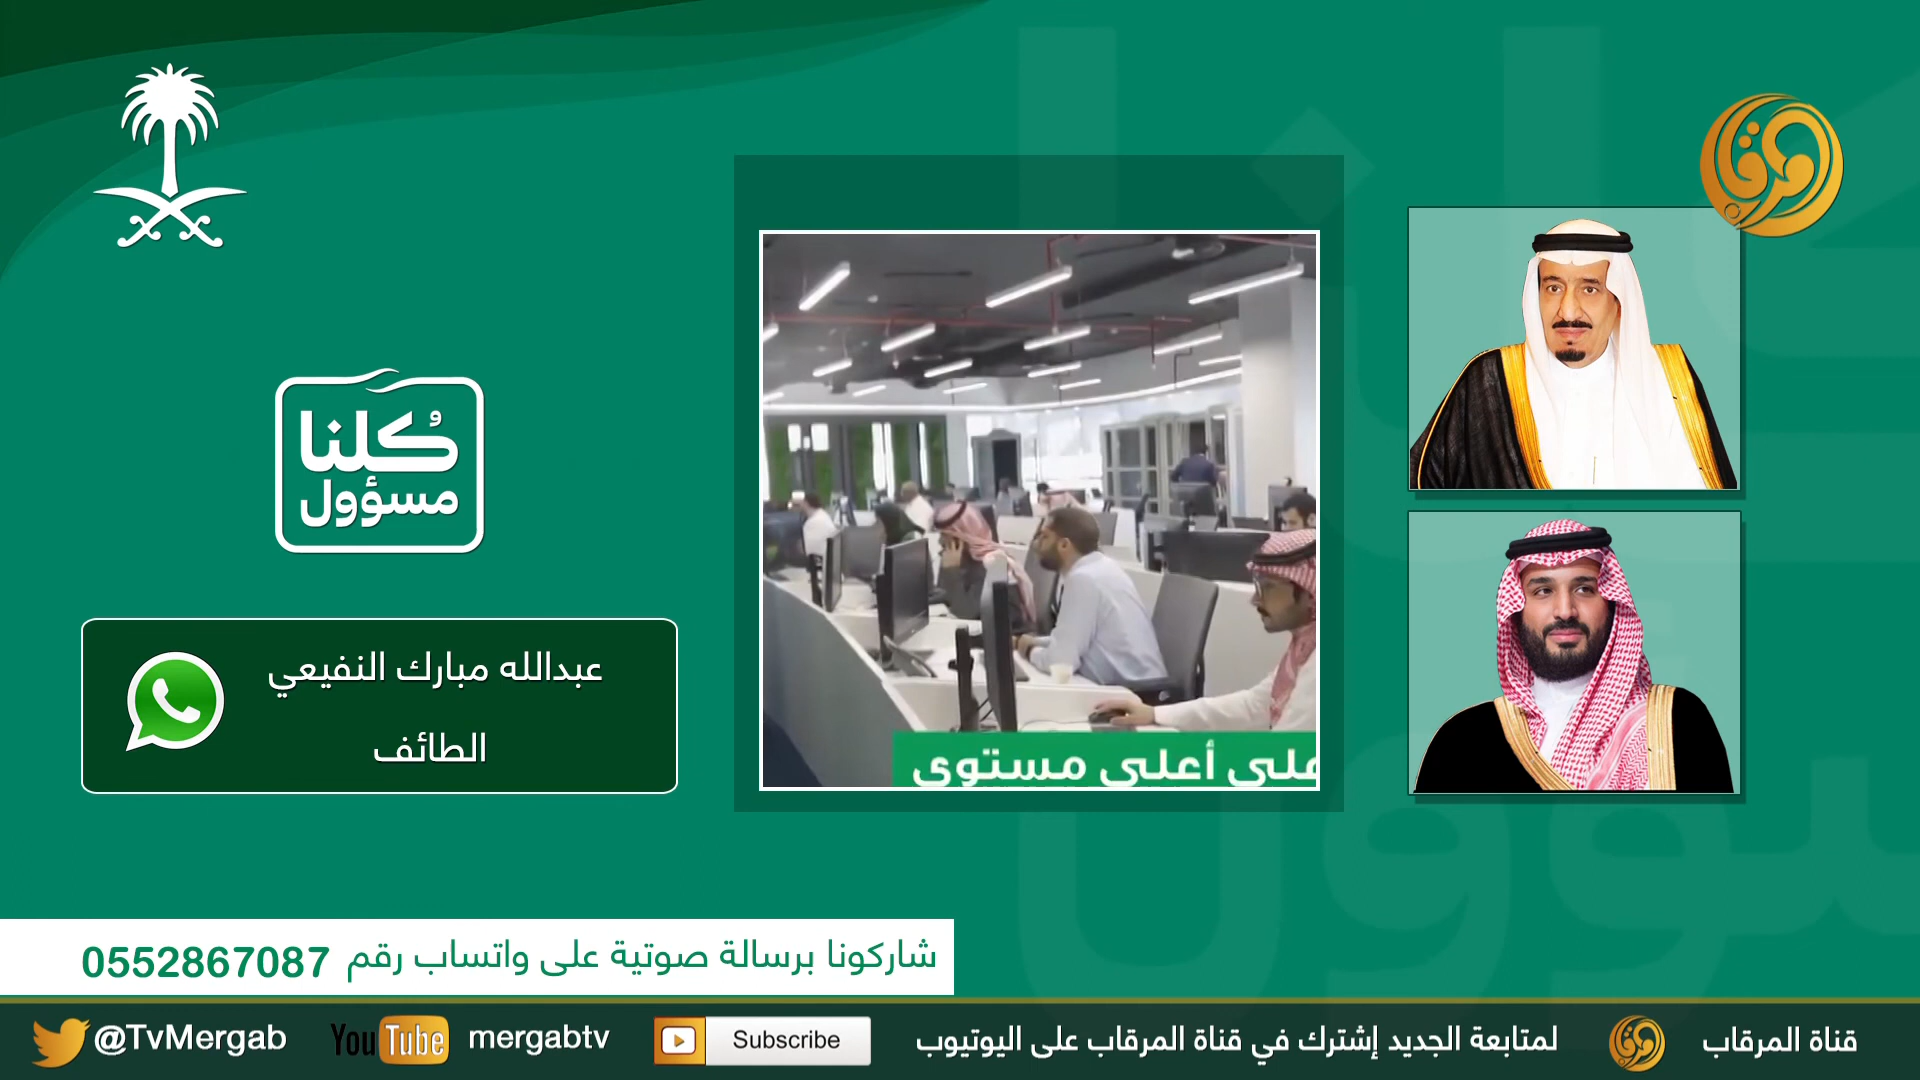 كُلنا
مسؤول
عبدالله مبارك النفيعي
الطائف
على أعلى مستوى
شاركونا برسالة صوتية على واتساب رقم 0552867087
قناة المرقاب
لمتابعة الجديد إشترك في قناة المرقاب على اليوتيوب
Subscribe
mergabtv
YouTube
@TvMergab